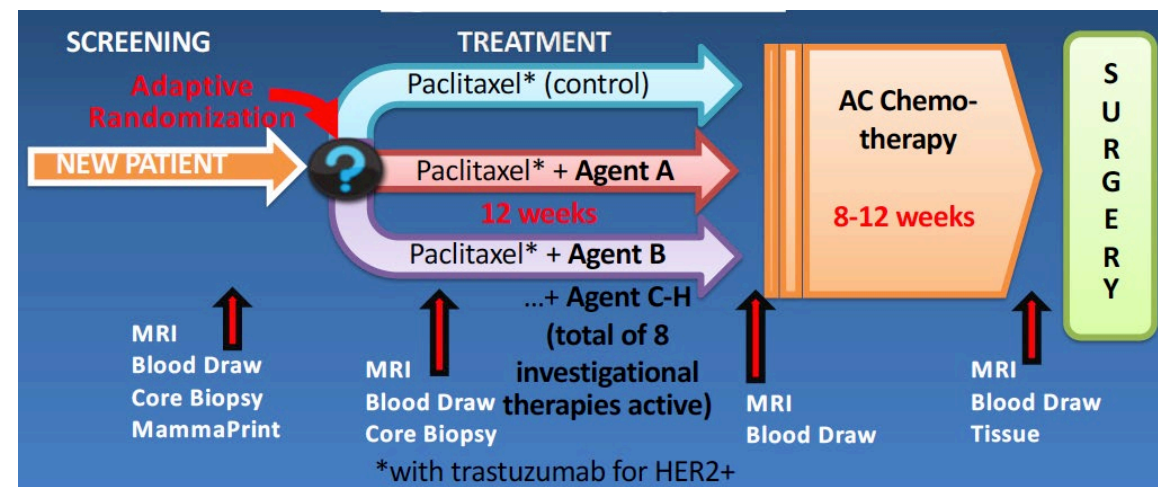 SCREENING
TREATMENT
Adaptive
Randomization
NEW PATIENT
?
Paclitaxel* (control)
Paclitaxel* + Agent A
12 weeks
Paclitaxel* + Agent B
...+ Agent C-H
(total of 8
investigational
therapies active)
AC Chemo-
therapy
8-12 weeks
S
U
R
G
E
R
Y
MRI
Blood Draw
Core Biopsy
MammaPrint
MRI
Blood Draw
Core Biopsy
MRI
Blood Draw
MRI
Blood Draw
Tissue
*with trastuzumab for HER2+